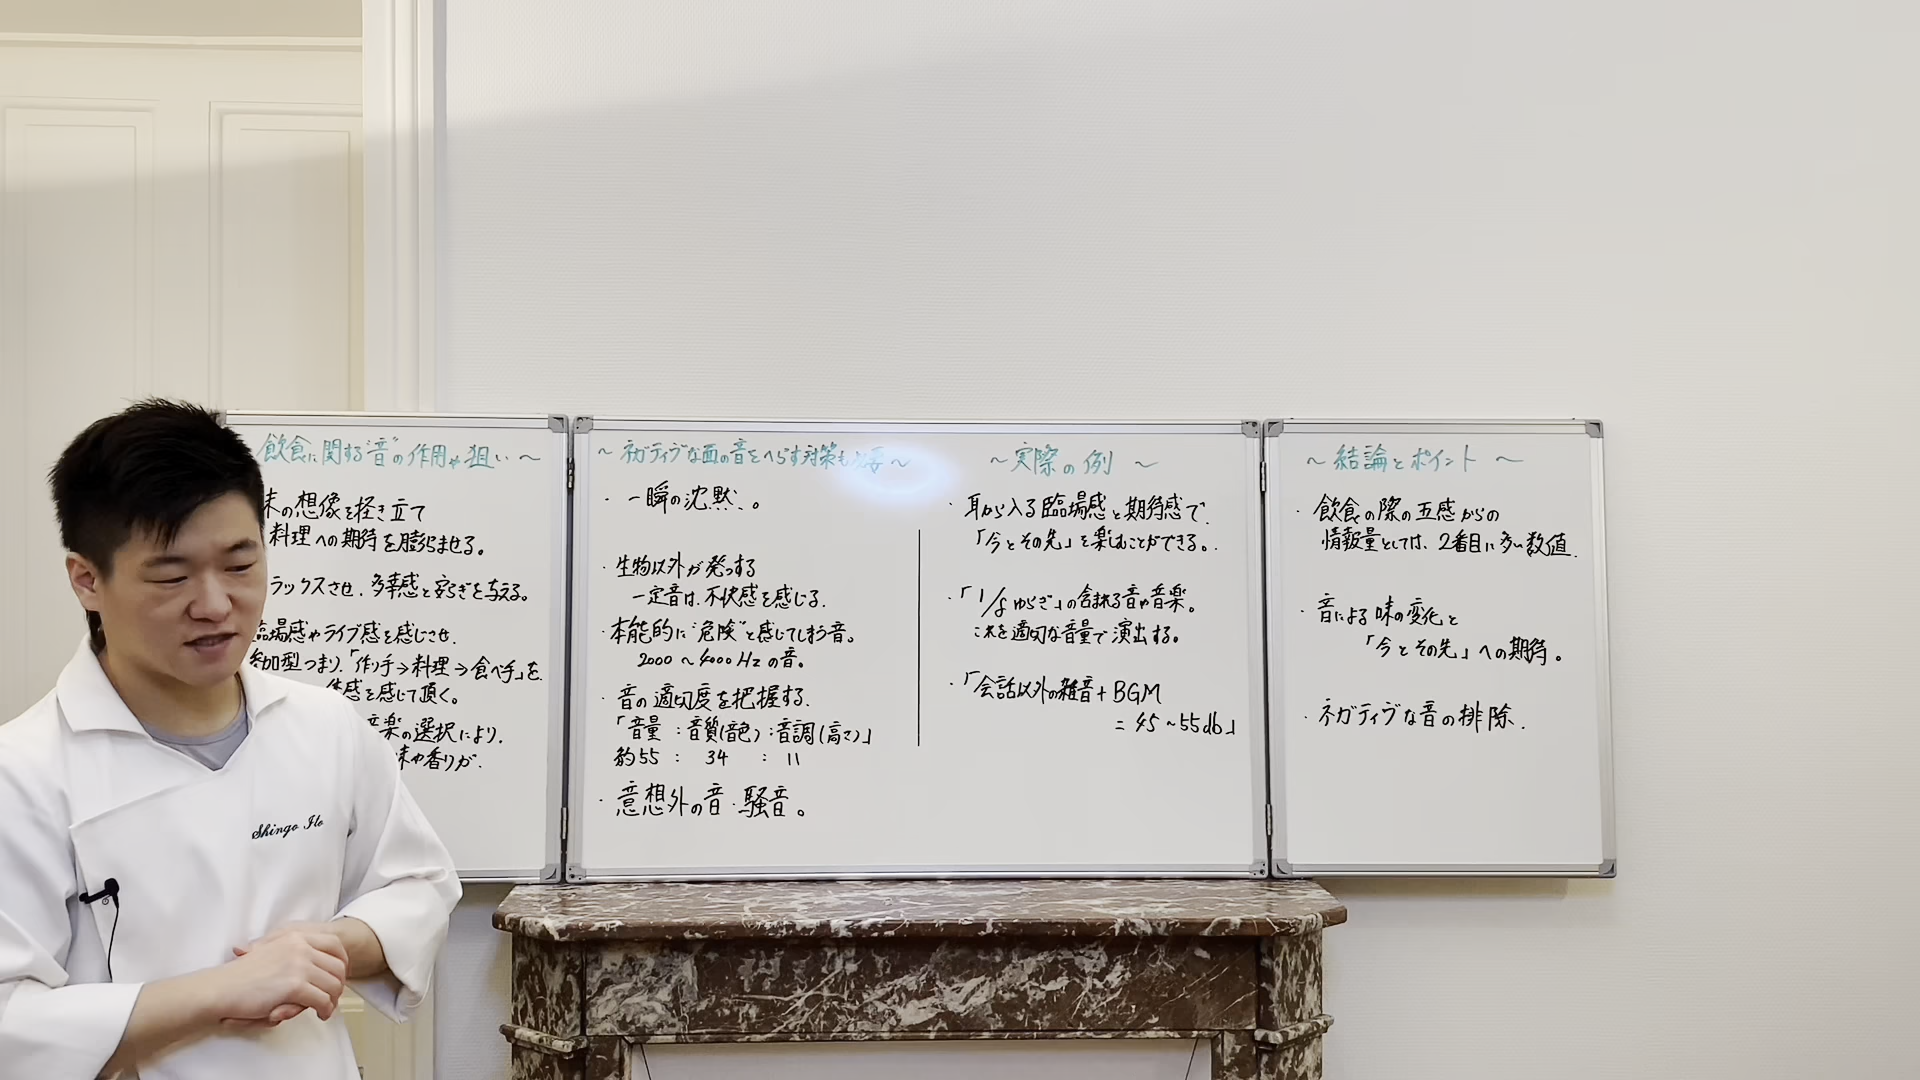 飲食に関する"音"の作用や狙い ～
の想像を掻き立て
料理への期待を膨らませる。
ラックスさせ、多幸感と安らぎを与える。
臨場感やライブ感を感じさせ、
参加型つまり、「作り手→料理→食べ手」を
体感を感じて頂く。
音楽の選択により、
味や香りが、
～ ネガティブな面の音をへらす対策も必要 ～
・一瞬の沈黙、。
・生物以外が発っする
一定音は、不快感を感じる、
・本能的に"危険"と感じてしまう音。
2000 ～ 4000 Hz の音。
・音の適切度を把握する、
「音量：音質(音色)：音調(高さ)」
約55 ： 34 ： 11
・意想外の音・騒音。
～ 実際の例 ～
・耳から入る臨場感と期待感で、
「今とその先」を楽しむことができる。.
・「1/fゆらぎ」の含まれる音や音楽。
これを適切な音量で演出する。
・「会話以外の雑音+BGM
= 45～55db」
～ 結論とポイント ～
・飲食の際の五感からの
情報量としては、2番目に多い数値、
・音による味の変化と
「今とその先」への期待。
・ネガティブな音の排除、
Shingo Ito